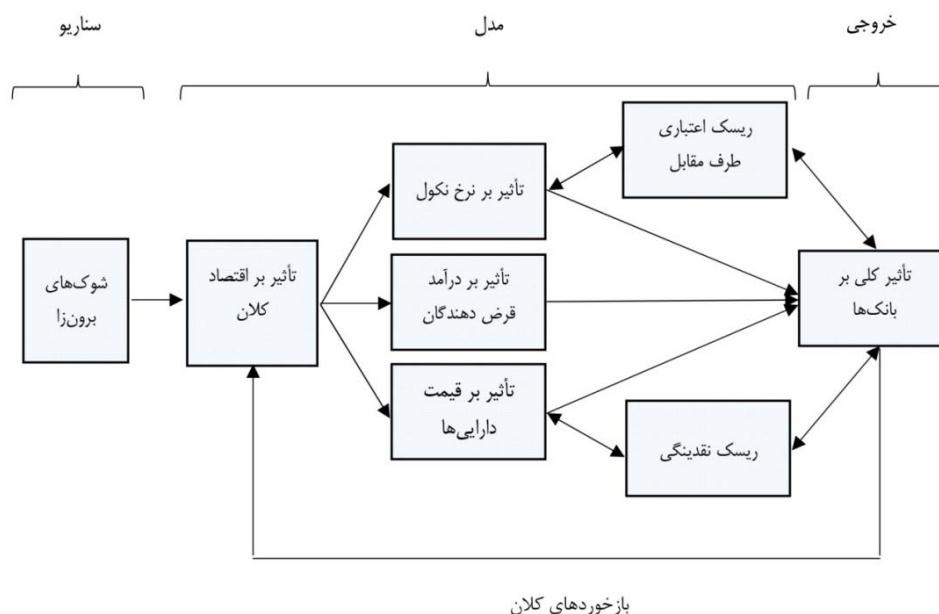 خروجی
مدل
سناریو
ریسک اعتباری
طرف مقابل
تأثیر بر نرخ نکول
تأثیر کلی بر
بانک‌ها
تأثیر بر درآمد
قرض دهندگان
تأثیر بر اقتصاد
کلان
شوک‌های
برون‌زا
تأثیر بر قیمت
دارایی‌ها
ریسک نقدینگی
بازخوردهای کلان